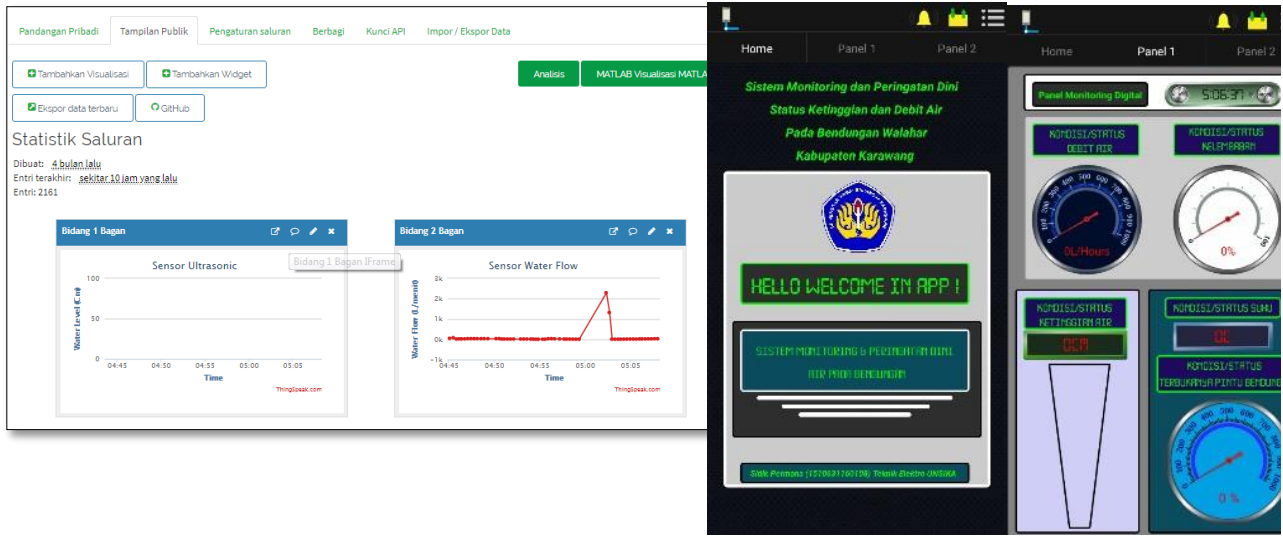 Pandangan Pribadi
Tampilan Publik
Pengaturan saluran
Berbagi
Kunci API
Impor / Ekspor Data
Tambahkan Visualisasi
Tambahkan Widget
Analisis
MATLAB Visualisasi MATLA
Ekspor data terbaru
GitHub
Statistik Saluran
Dibuat: 4 bulan lalu
Entri terakhir: sekitar 10 jam yang lalu
Entri: 2161
Bidang 1 Bagan
Bidang 1 Bagan IFrame
Sensor Ultrasonic
Water Level (Cm)
100
50
0
04:45 04:50 04:55 05:00 05:05
Time
ThingSpeak.com
Bidang 2 Bagan
Sensor Water Flow
Water Flow (L/menit)
3k
2k
1k
0k
-1k
04:45 04:50 04:55 05:00 05:05
Time
ThingSpeak.com
Home Panel 1 Panel 2
Sistem Monitoring dan Peringatan Dini
Status Ketinggian dan Debit Air
Pada Bendungan Walahar
Kabupaten Karawang
HELLO WELCOME IN APP !
SISTEM MONITORING & PERINGATAN DINI
AIR PADA BENDUNGAN
Teknik Elektro UNSIKA
Home Panel 1 Panel 2
Panel Monitoring Digital
5:06:37
KONDISI/STATUS
DEBIT AIR
0L/Hours
KONDISI/STATUS
KELEMBABAN
100
0%
KONDISI/STATUS
KETINGGIAN AIR
0CM
KONDISI/STATUS SUHU
0C
KONDISI/STATUS
TERBUKANYA PINTU BENDUNG
0 %